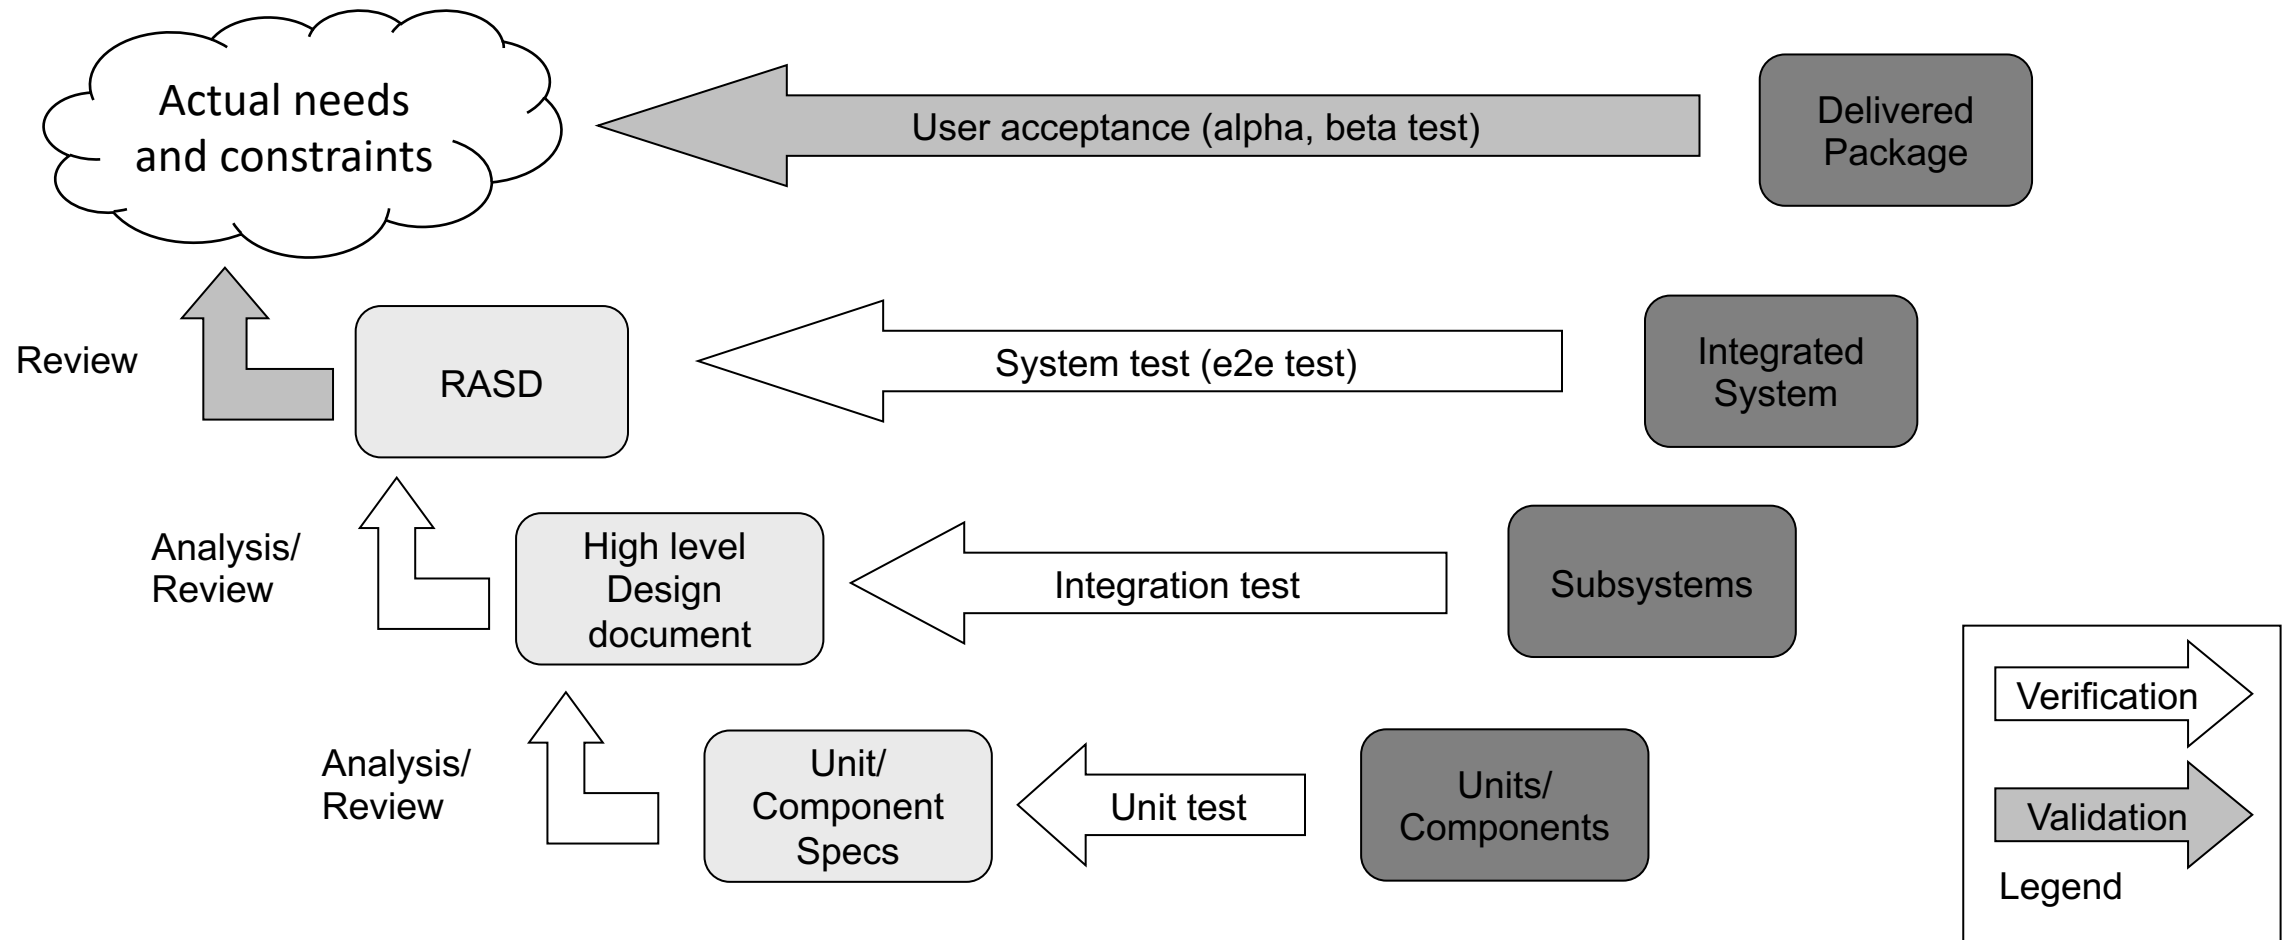 Actual needs
and constraints
User acceptance (alpha, beta test)
Delivered
Package
Review
RASD
System test (e2e test)
Integrated
System
Analysis/
Review
High level
Design
document
Integration test
Subsystems
Analysis/
Review
Unit/
Component
Specs
Unit test
Units/
Components
Verification
Validation
Legend